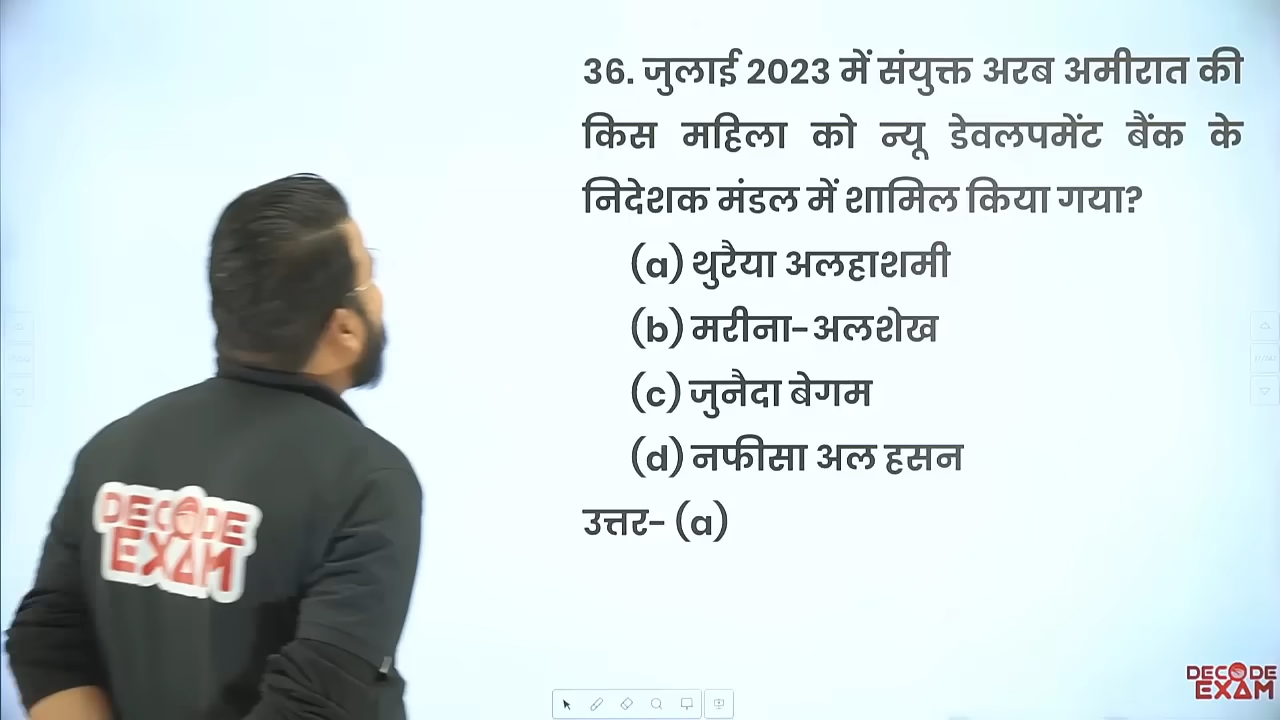 36. जुलाई 2023 में संयुक्त अरब अमीरात की
किस महिला को न्यू डेवलपमेंट बैंक के
निदेशक मंडल में शामिल किया गया?
(a) थुरैया अलहाशमी
(b) मरीना-अलशेख
(c) जुनैदा बेगम
(d) नफीसा अल हसन
उत्तर- (a)
DECODE
EXAM
DECODE
EXAM